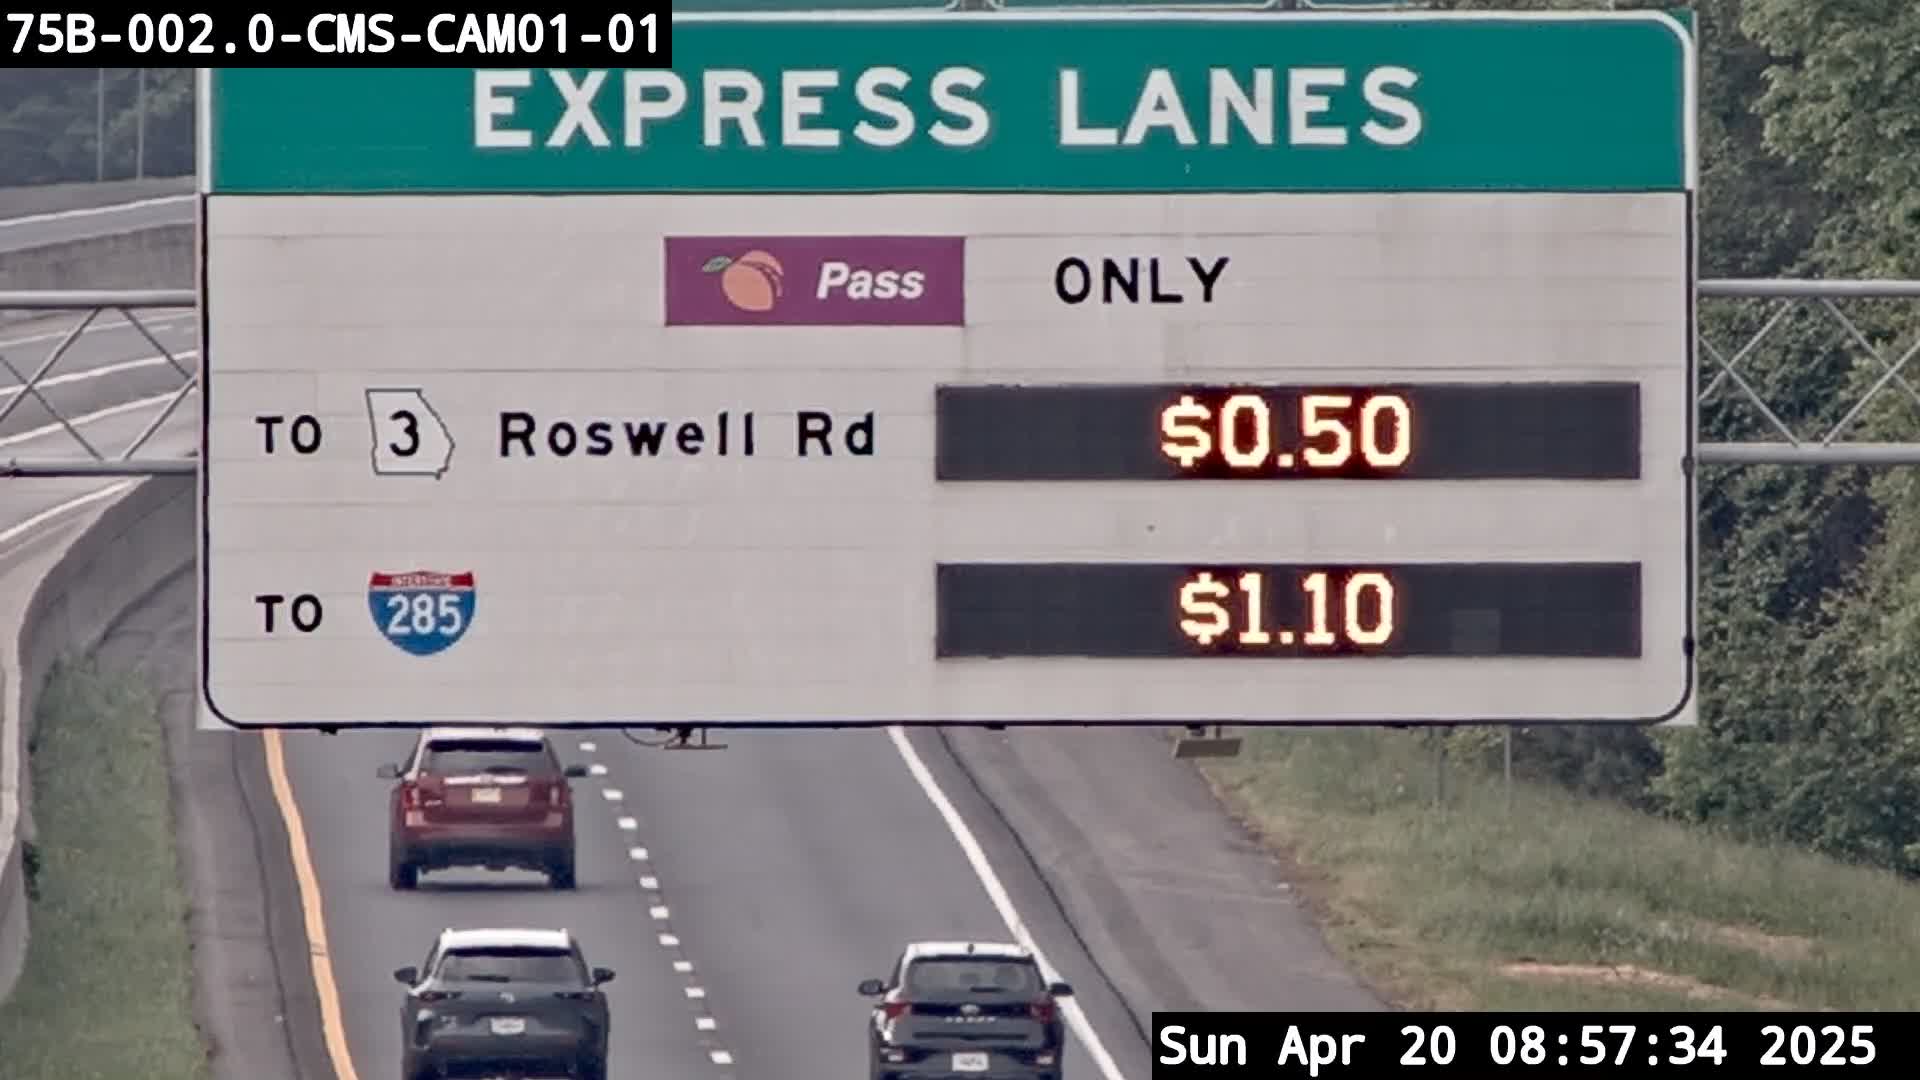 75B-002.0-CMS-CAM01-01
EXPRESS LANES
Pass ONLY
TO 3 Roswell Rd $0.50
INTERSTATE
TO 285 $1.10
Sun Apr 20 08:57:34 2025